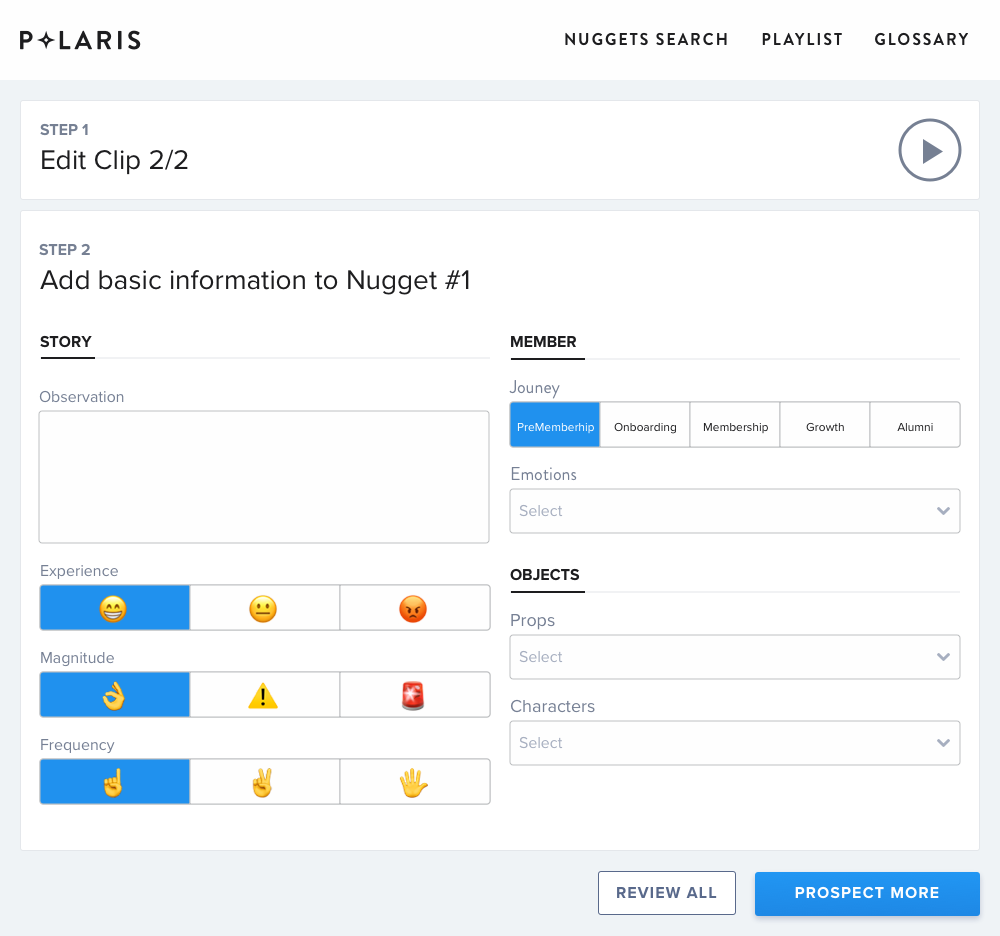 P✧LARIS
NUGGETS SEARCH PLAYLIST GLOSSARY
STEP 1
Edit Clip 2/2
STEP 2
Add basic information to Nugget #1
STORY
Observation
Experience
😁 😐 😡
Magnitude
👌 ⚠️ 🚨
Frequency
☝️ ✌️ 🖐️
MEMBER
Jouney
PreMemberhip Onboarding Membership Growth Alumni
Emotions
Select
OBJECTS
Props
Select
Characters
Select
REVIEW ALL PROSPECT MORE